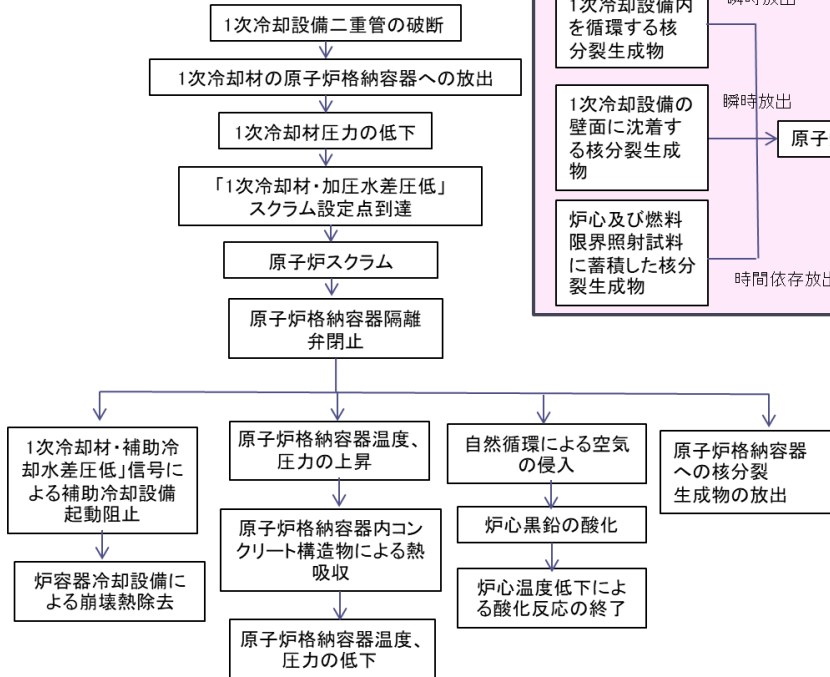 1次冷却設備二重管の破断
1次冷却材の原子炉格納容器への放出
1次冷却材圧力の低下
「1次冷却材・加圧水差圧低」
スクラム設定点到達
原子炉スクラム
原子炉格納容器隔離
弁閉止
1次冷却材・補助冷
却水差圧低」信号に
よる補助冷却設備
起動阻止
炉容器冷却設備に
よる崩壊熱除去
原子炉格納容器温度、
圧力の上昇
原子炉格納容器内コン
クリート構造物による熱
吸収
原子炉格納容器温度、
圧力の低下
自然循環による空気
の侵入
炉心黒鉛の酸化
炉心温度低下によ
る酸化反応の終了
原子炉格納容器
への核分裂
生成物の放出
1次冷却設備内
を循環する核
分裂生成物
瞬時放出
1次冷却設備の
壁面に沈着す
る核分裂生成
物
瞬時放出
原子
炉心及び燃料
限界照射試料
に蓄積した核分
裂生成物
時間依存放出